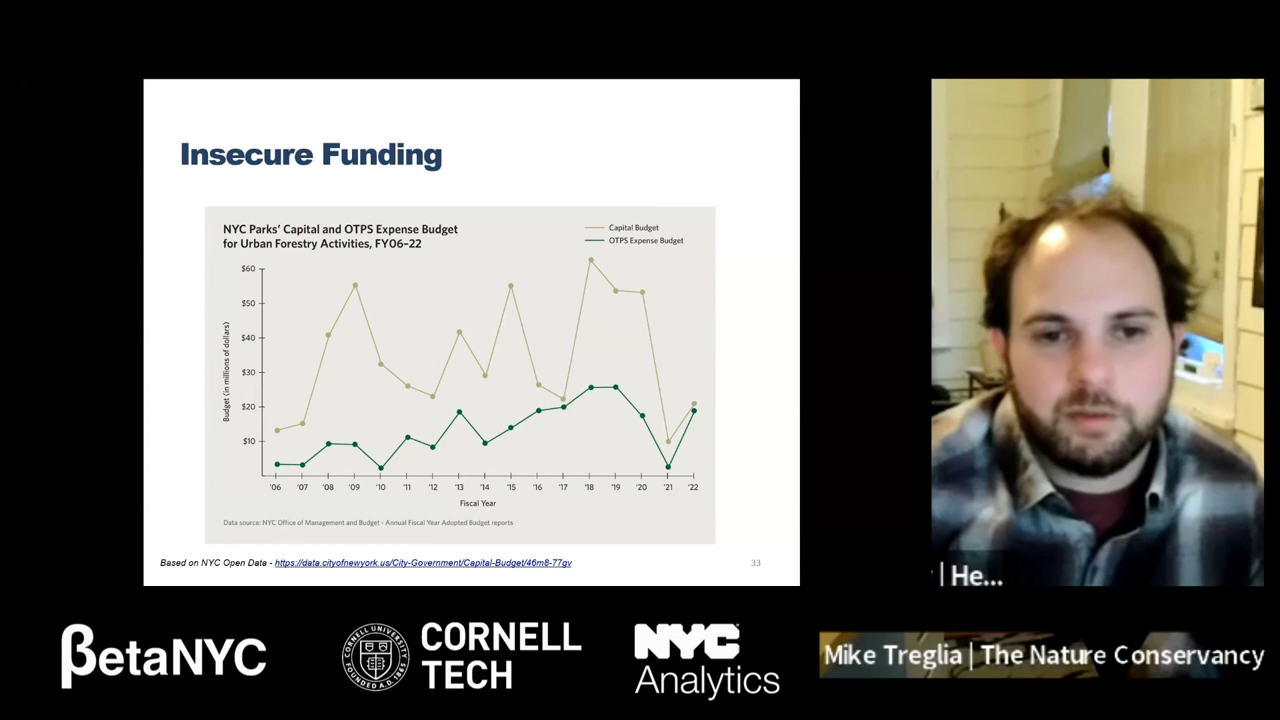 Insecure Funding
NYC Parks' Capital and OTPS Expense Budget
for Urban Forestry Activities, FY06–22
Capital Budget
OTPS Expense Budget
Budget (in millions of dollars)
$60
$50
$40
$30
$20
$10
'06 '07 '08 '09 '10 '11 '12 '13 '14 '15 '16 '17 '18 '19 '20 '21 '22
Fiscal Year
Data source: NYC Office of Management and Budget - Annual Fiscal Year Adopted Budget reports
Based on NYC Open Data - https://data.cityofnewyork.us/City-Government/Capital-Budget/46m8-77gv
33
| He...
βetaNYC
CORNELL UNIVERSITY
FOUNDED A.D. 1865
CORNELL
TECH
NYC
Analytics
Mike Treglia | The Nature Conservancy